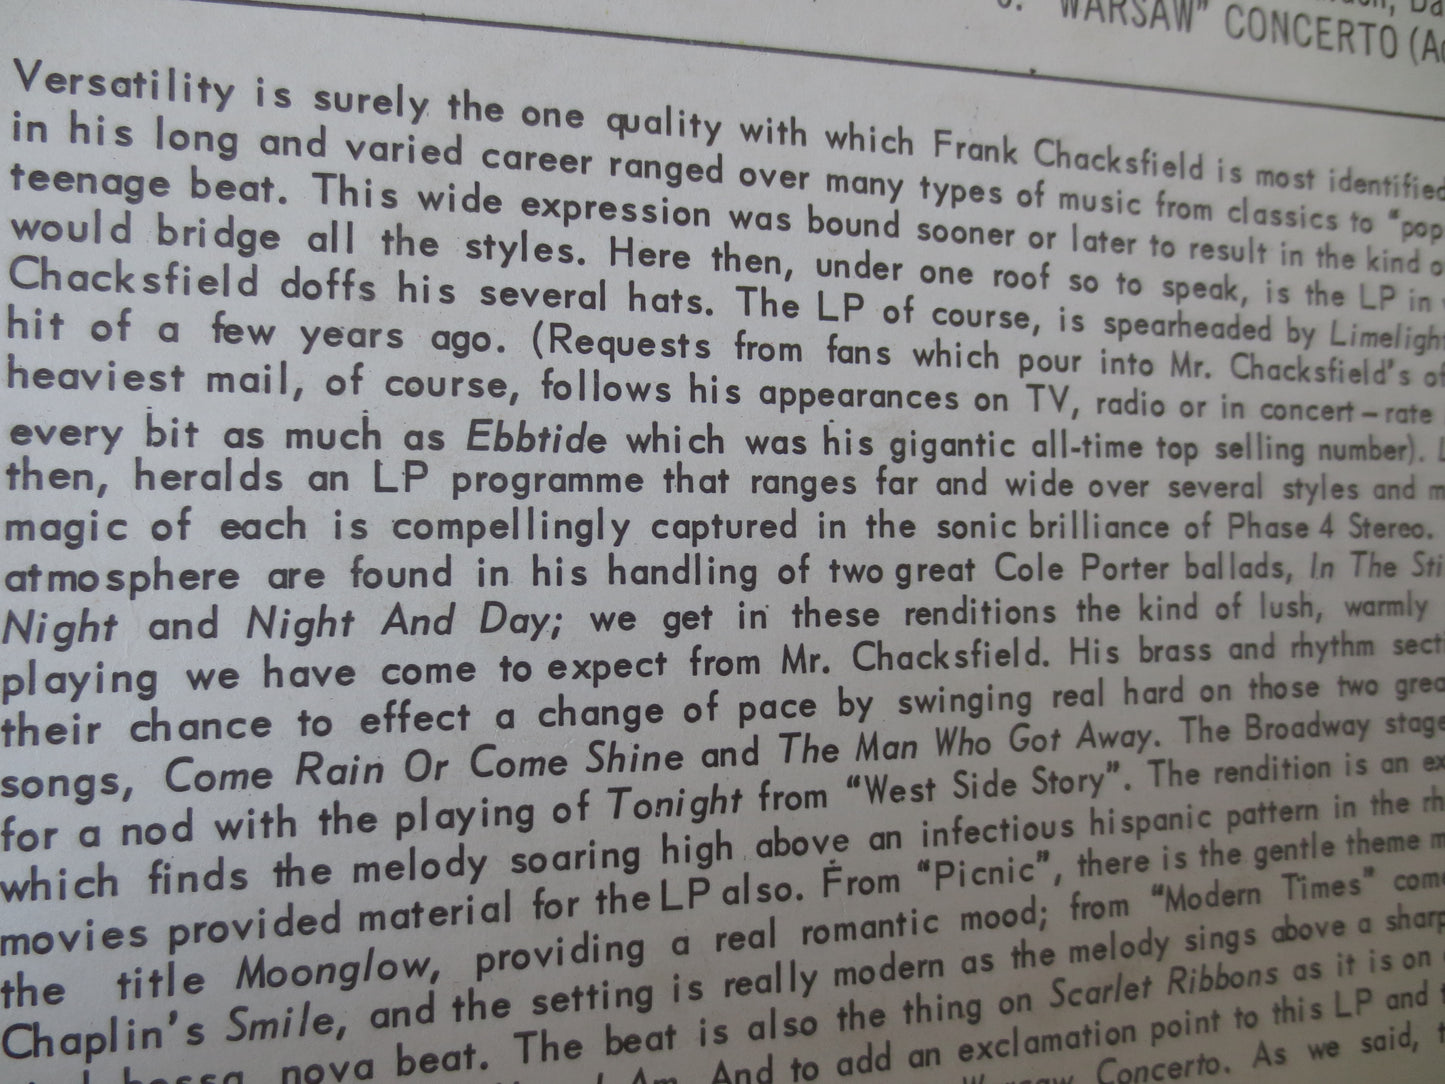 "WARSAW" CONCERTO
Versatility is surely the one quality with which Frank Chacksfield is most identified
in his long and varied career ranged over many types of music from classics to "pop
teenage beat. This wide expression was bound sooner or later to result in the kind
would bridge all the styles. Here then, under one roof so to speak, is the LP in
Chacksfield doffs his several hats. The LP of course, is spearheaded by Limelight
hit of a few years ago. (Requests from fans which pour into Mr. Chacksfield's
heaviest mail, of course, follows his appearances on TV, radio or in concert – rate
every bit as much as Ebbtide which was his gigantic all-time top selling number).
then, heralds an LP programme that ranges far and wide over several styles and
magic of each is compellingly captured in the sonic brilliance of Phase 4 Stereo.
atmosphere are found in his handling of two great Cole Porter ballads, In The Sti
Night and Night And Day; we get in these renditions the kind of lush, warmly
playing we have come to expect from Mr. Chacksfield. His brass and rhythm sect
their chance to effect a change of pace by swinging real hard on those two grea
songs, Come Rain Or Come Shine and The Man Who Got Away. The Broadway stage
for a nod with the playing of Tonight from "West Side Story". The rendition is an ex
which finds the melody soaring high above an infectious hispanic pattern in the rh
movies provided material for the LP also. From "Picnic", there is the gentle theme
the title Moonglow, providing a real romantic mood; from "Modern Times" come
Chaplin's Smile, and the setting is really modern as the melody sings above a sharp
bossa nova beat. The beat is also the thing on Scarlet Ribbons as it is on
Am. And to add an exclamation point to this LP and
Concerto. As we said,